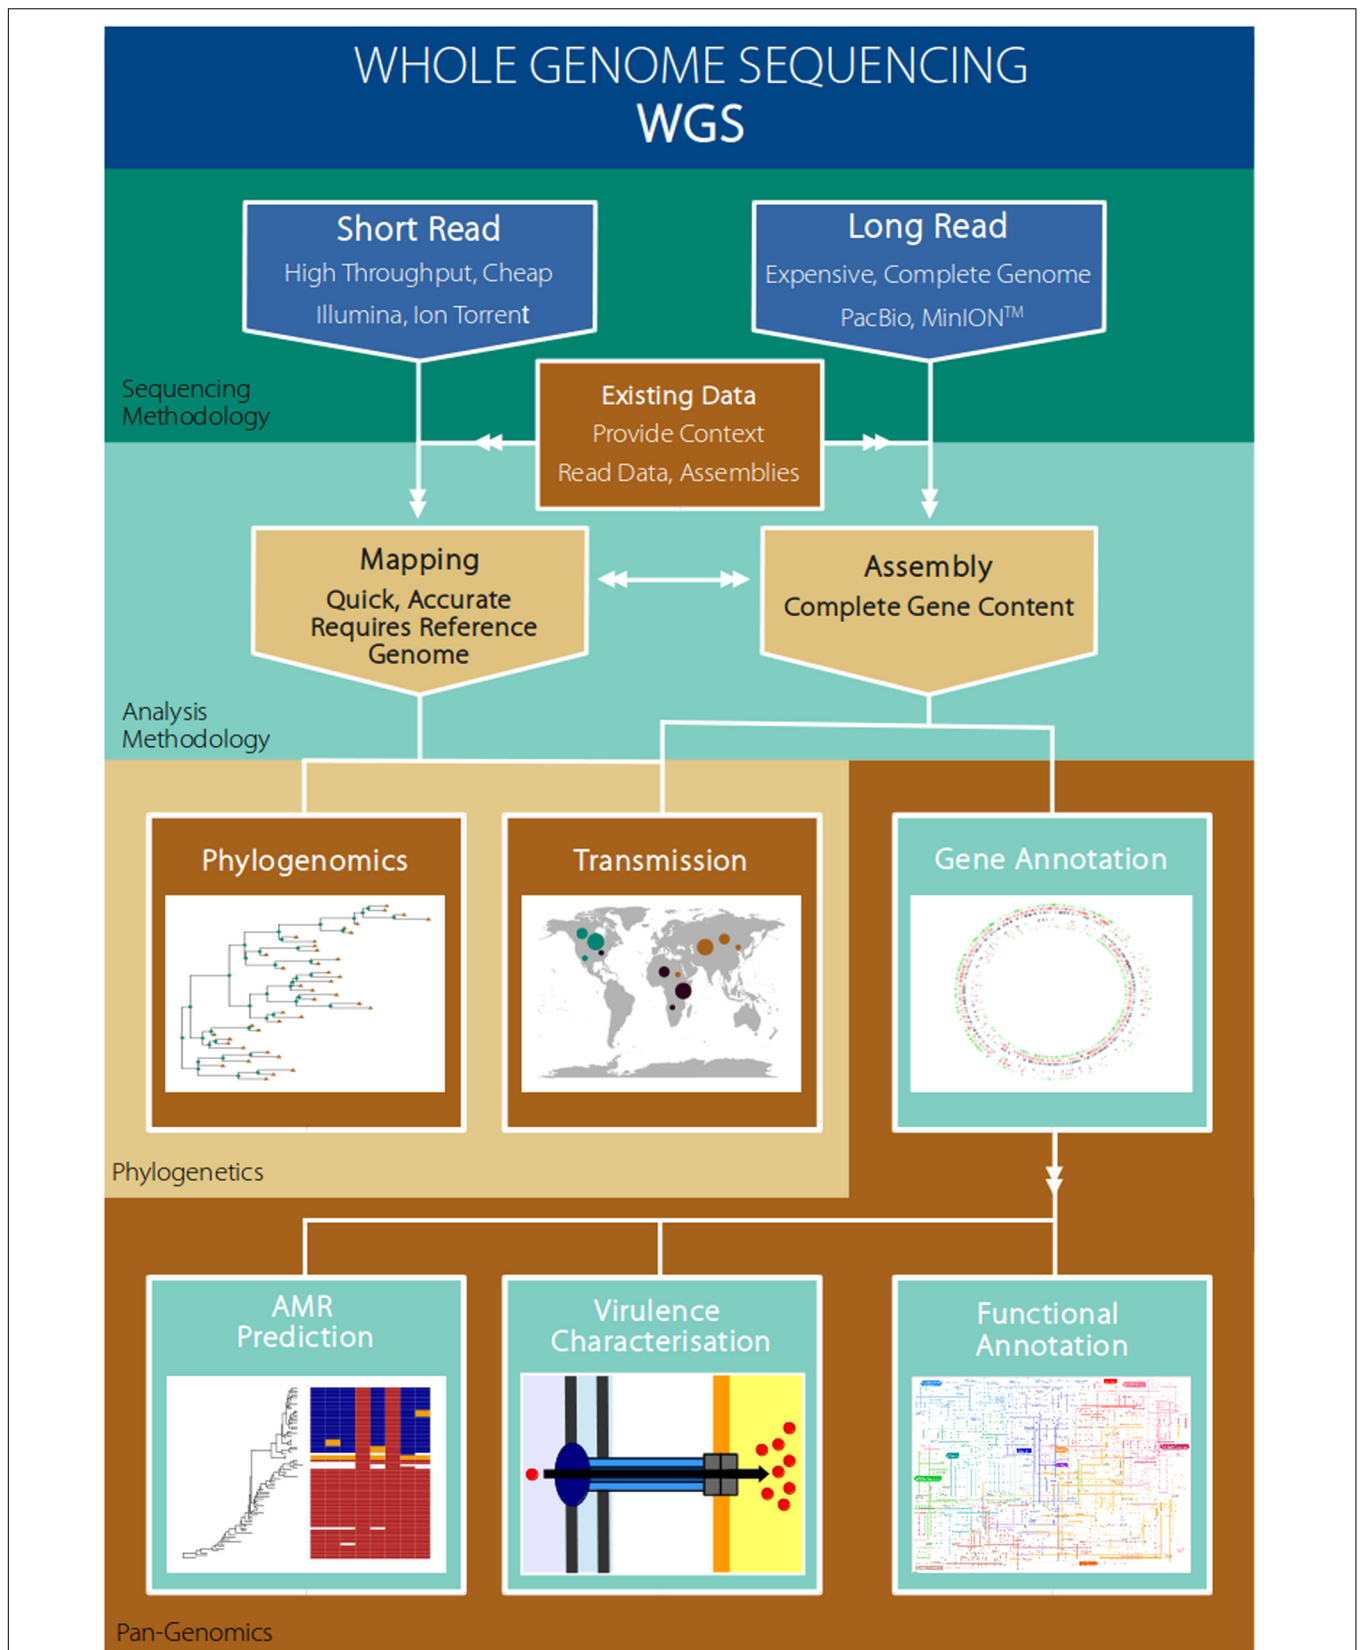 WHOLE GENOME SEQUENCING
WGS
Short Read
High Throughput, Cheap
Illumina, Ion Torrent
Long Read
Expensive, Complete Genome
PacBio, MinION™
Sequencing
Methodology
Existing Data
Provide Context
Read Data, Assemblies
Mapping
Quick, Accurate
Requires Reference
Genome
Assembly
Complete Gene Content
Analysis
Methodology
Phylogenomics
Transmission
Gene Annotation
Phylogenetics
AMR
Prediction
Virulence
Characterisation
Functional
Annotation
Pan-Genomics